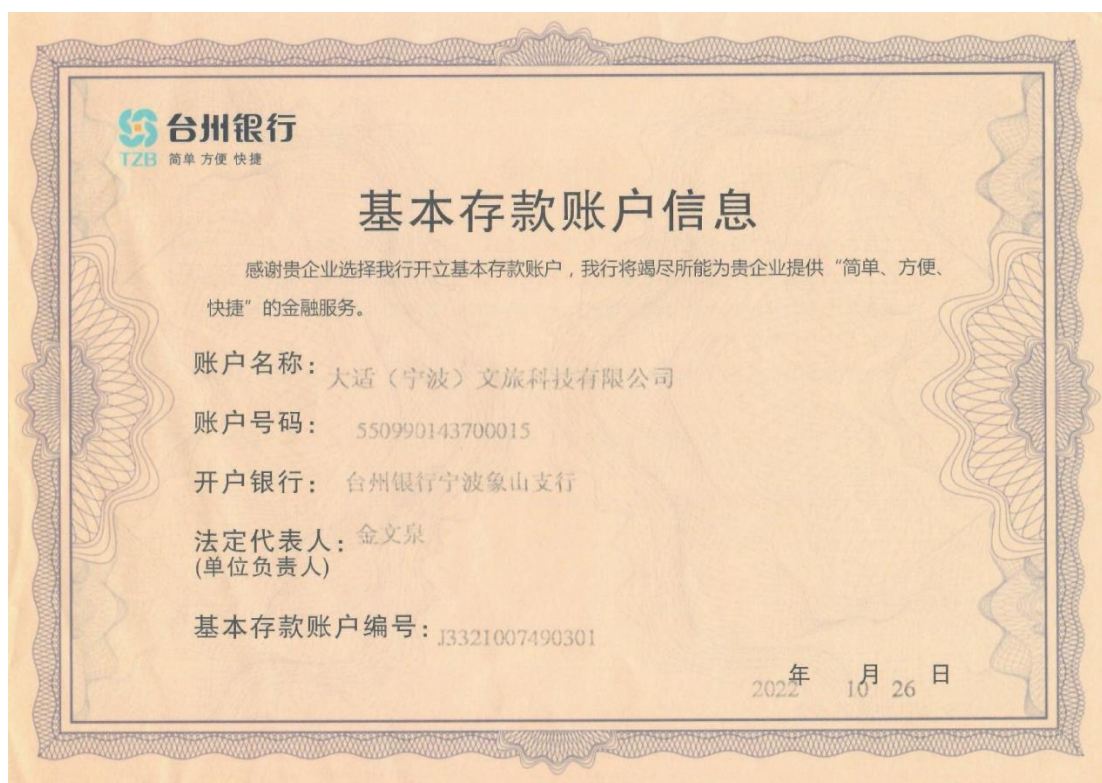 台州银行
TZB 简单 方便 快捷
基本存款账户信息
感谢贵企业选择我行开立基本存款账户，我行将竭尽所能为贵企业提供“简单、方便、
快捷”的金融服务。
账户名称：大适（宁波）文旅科技有限公司
账户号码：550990143700015
开户银行：台州银行宁波象山支行
法定代表人：金文泉
(单位负责人)
基本存款账户编号：J3321007490301
2022年 10月 26日